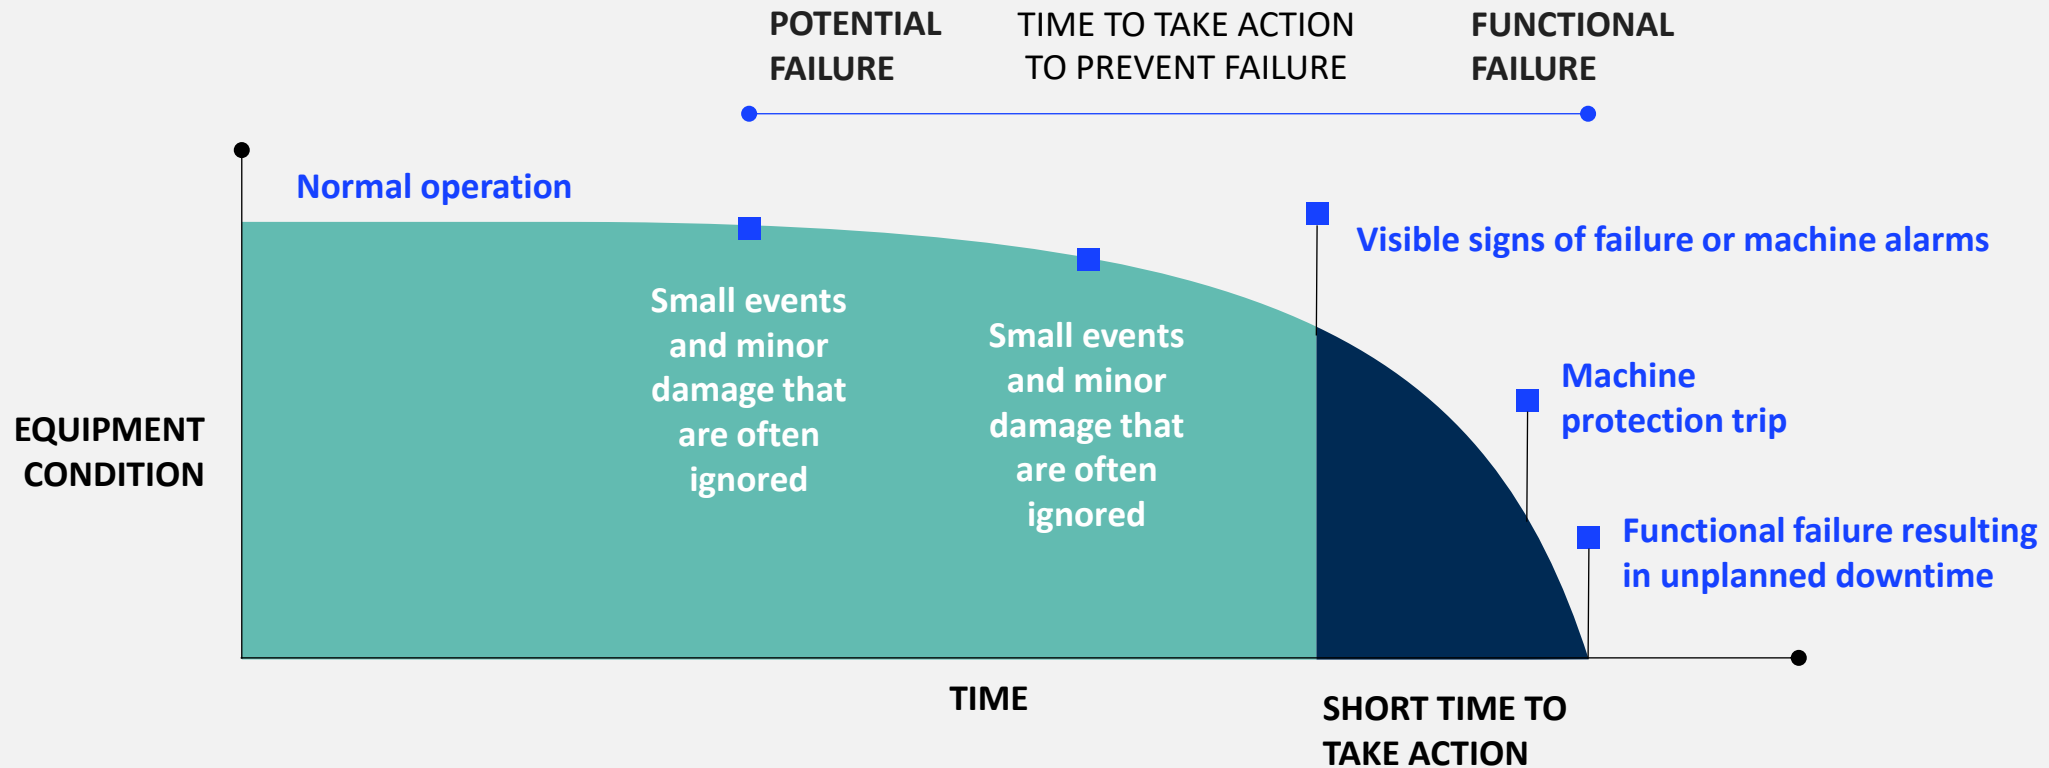 POTENTIAL
FAILURE
TIME TO TAKE ACTION
TO PREVENT FAILURE
FUNCTIONAL
FAILURE
Normal operation
Visible signs of failure or machine alarms
Small events
and minor
damage that
are often
ignored
Small events
and minor
damage that
are often
ignored
Machine
protection trip
EQUIPMENT
CONDITION
Functional failure resulting
in unplanned downtime
TIME
SHORT TIME TO
TAKE ACTION